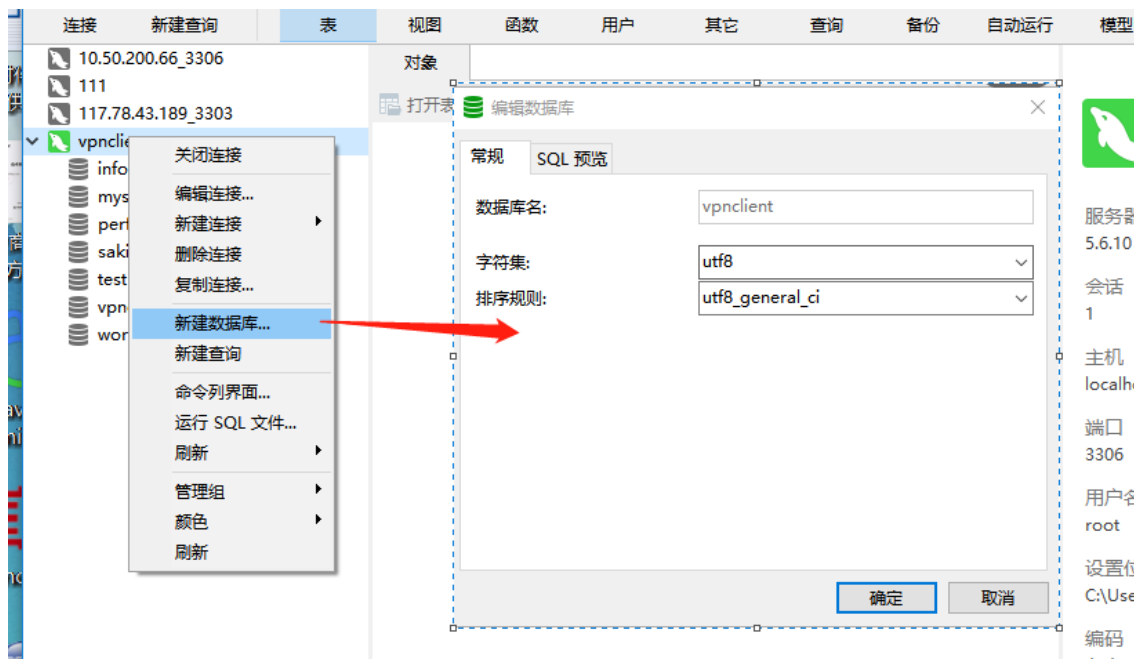 连接 新建查询 表 视图 函数 用户 其它 查询 备份 自动运行 模型
10.50.200.66_3306
111
117.78.43.189_3303
vpnclie
info
mys
perf
saki
test
vpn
wor
关闭连接
编辑连接...
新建连接
删除连接
复制连接...
新建数据库...
新建查询
命令列界面...
运行 SQL 文件...
刷新
管理组
颜色
刷新
对象
打开表
编辑数据库
常规 SQL 预览
数据库名: vpnclient
字符集: utf8
排序规则: utf8_general_ci
确定 取消
服务器
5.6.10
会话
1
主机
localh
端口
3306
用户名
root
设置位
C:\Use
编码